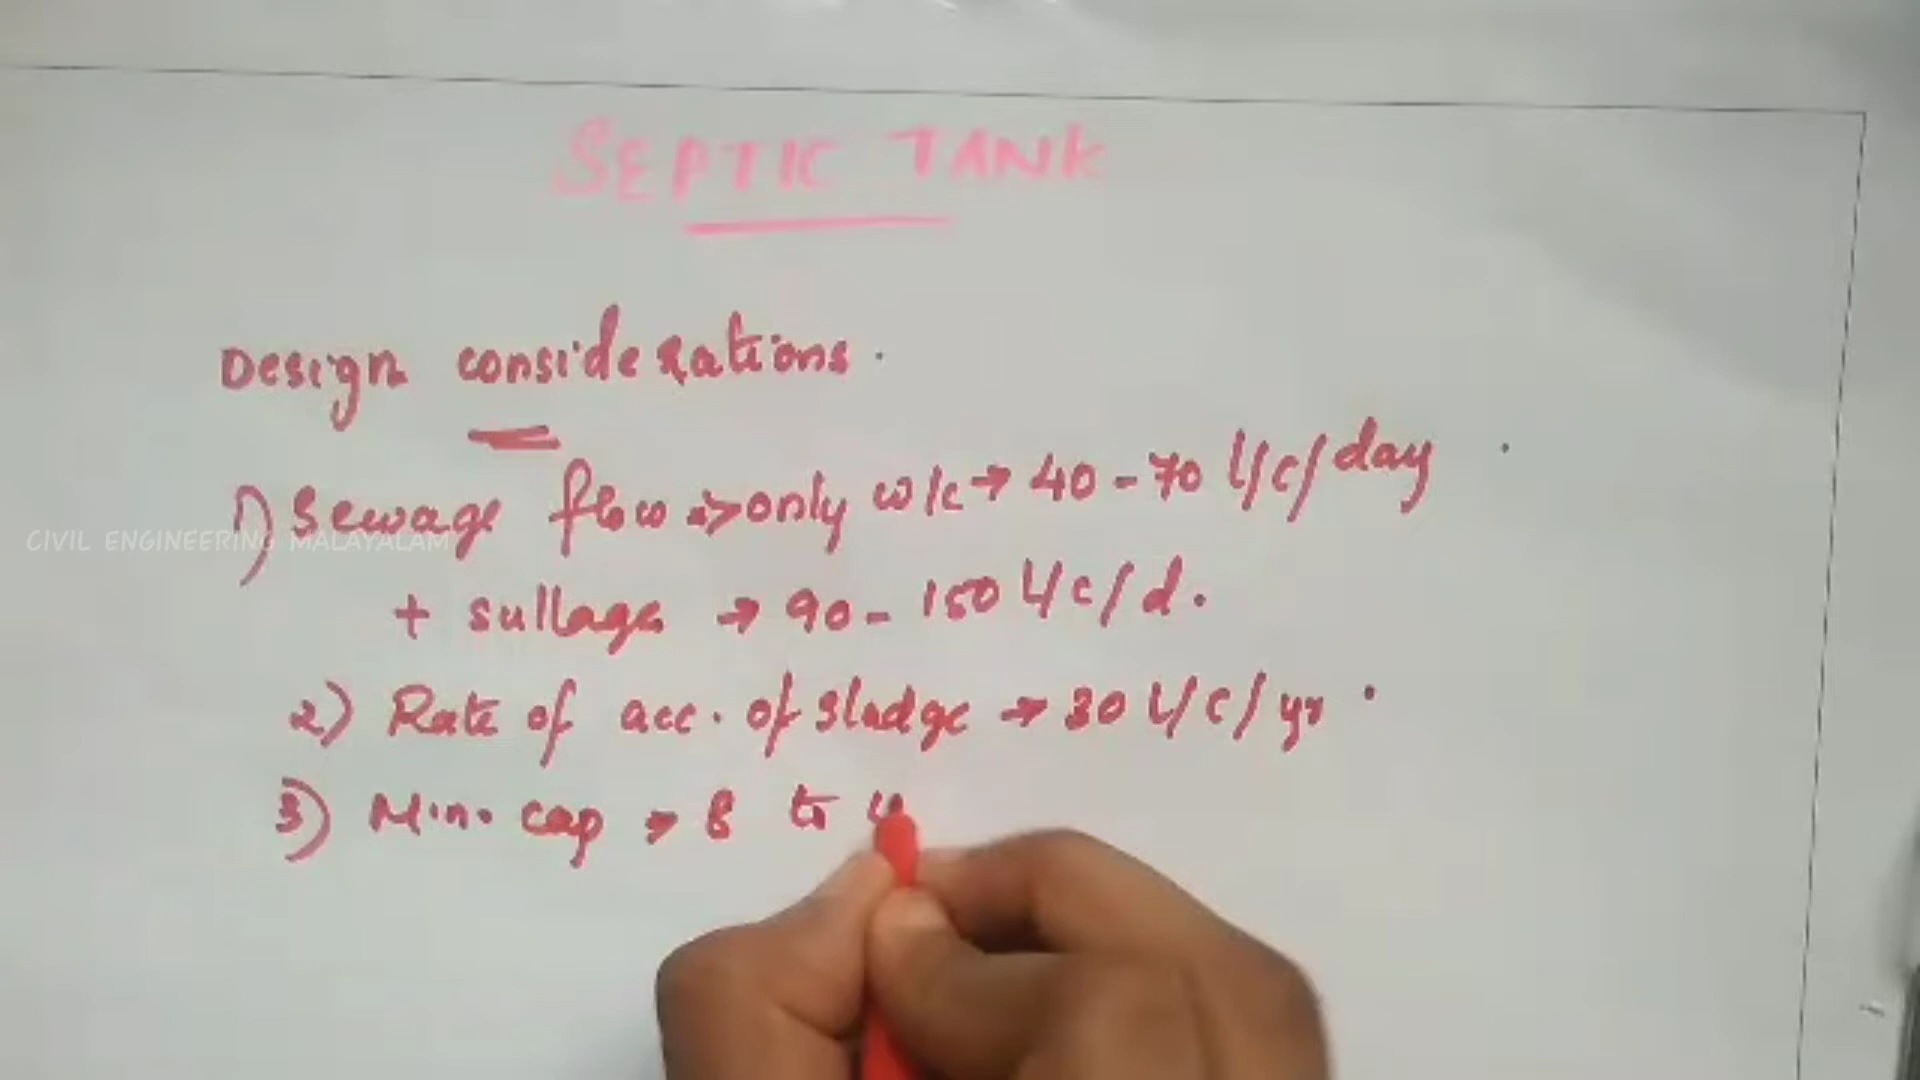 SEPTIC TANK
Design considerations.
1) Sewage flow => only w/c → 40 - 70 l/c/day
CIVIL ENGINEERING MALAYALAM
+ sullage → 90 - 150 l/c/d.
2) Rate of acc. of sludge → 30 l/c/yr
3) Min. cap → 8 to